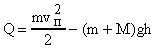 Q = mv²п/2 − (m + M)gh